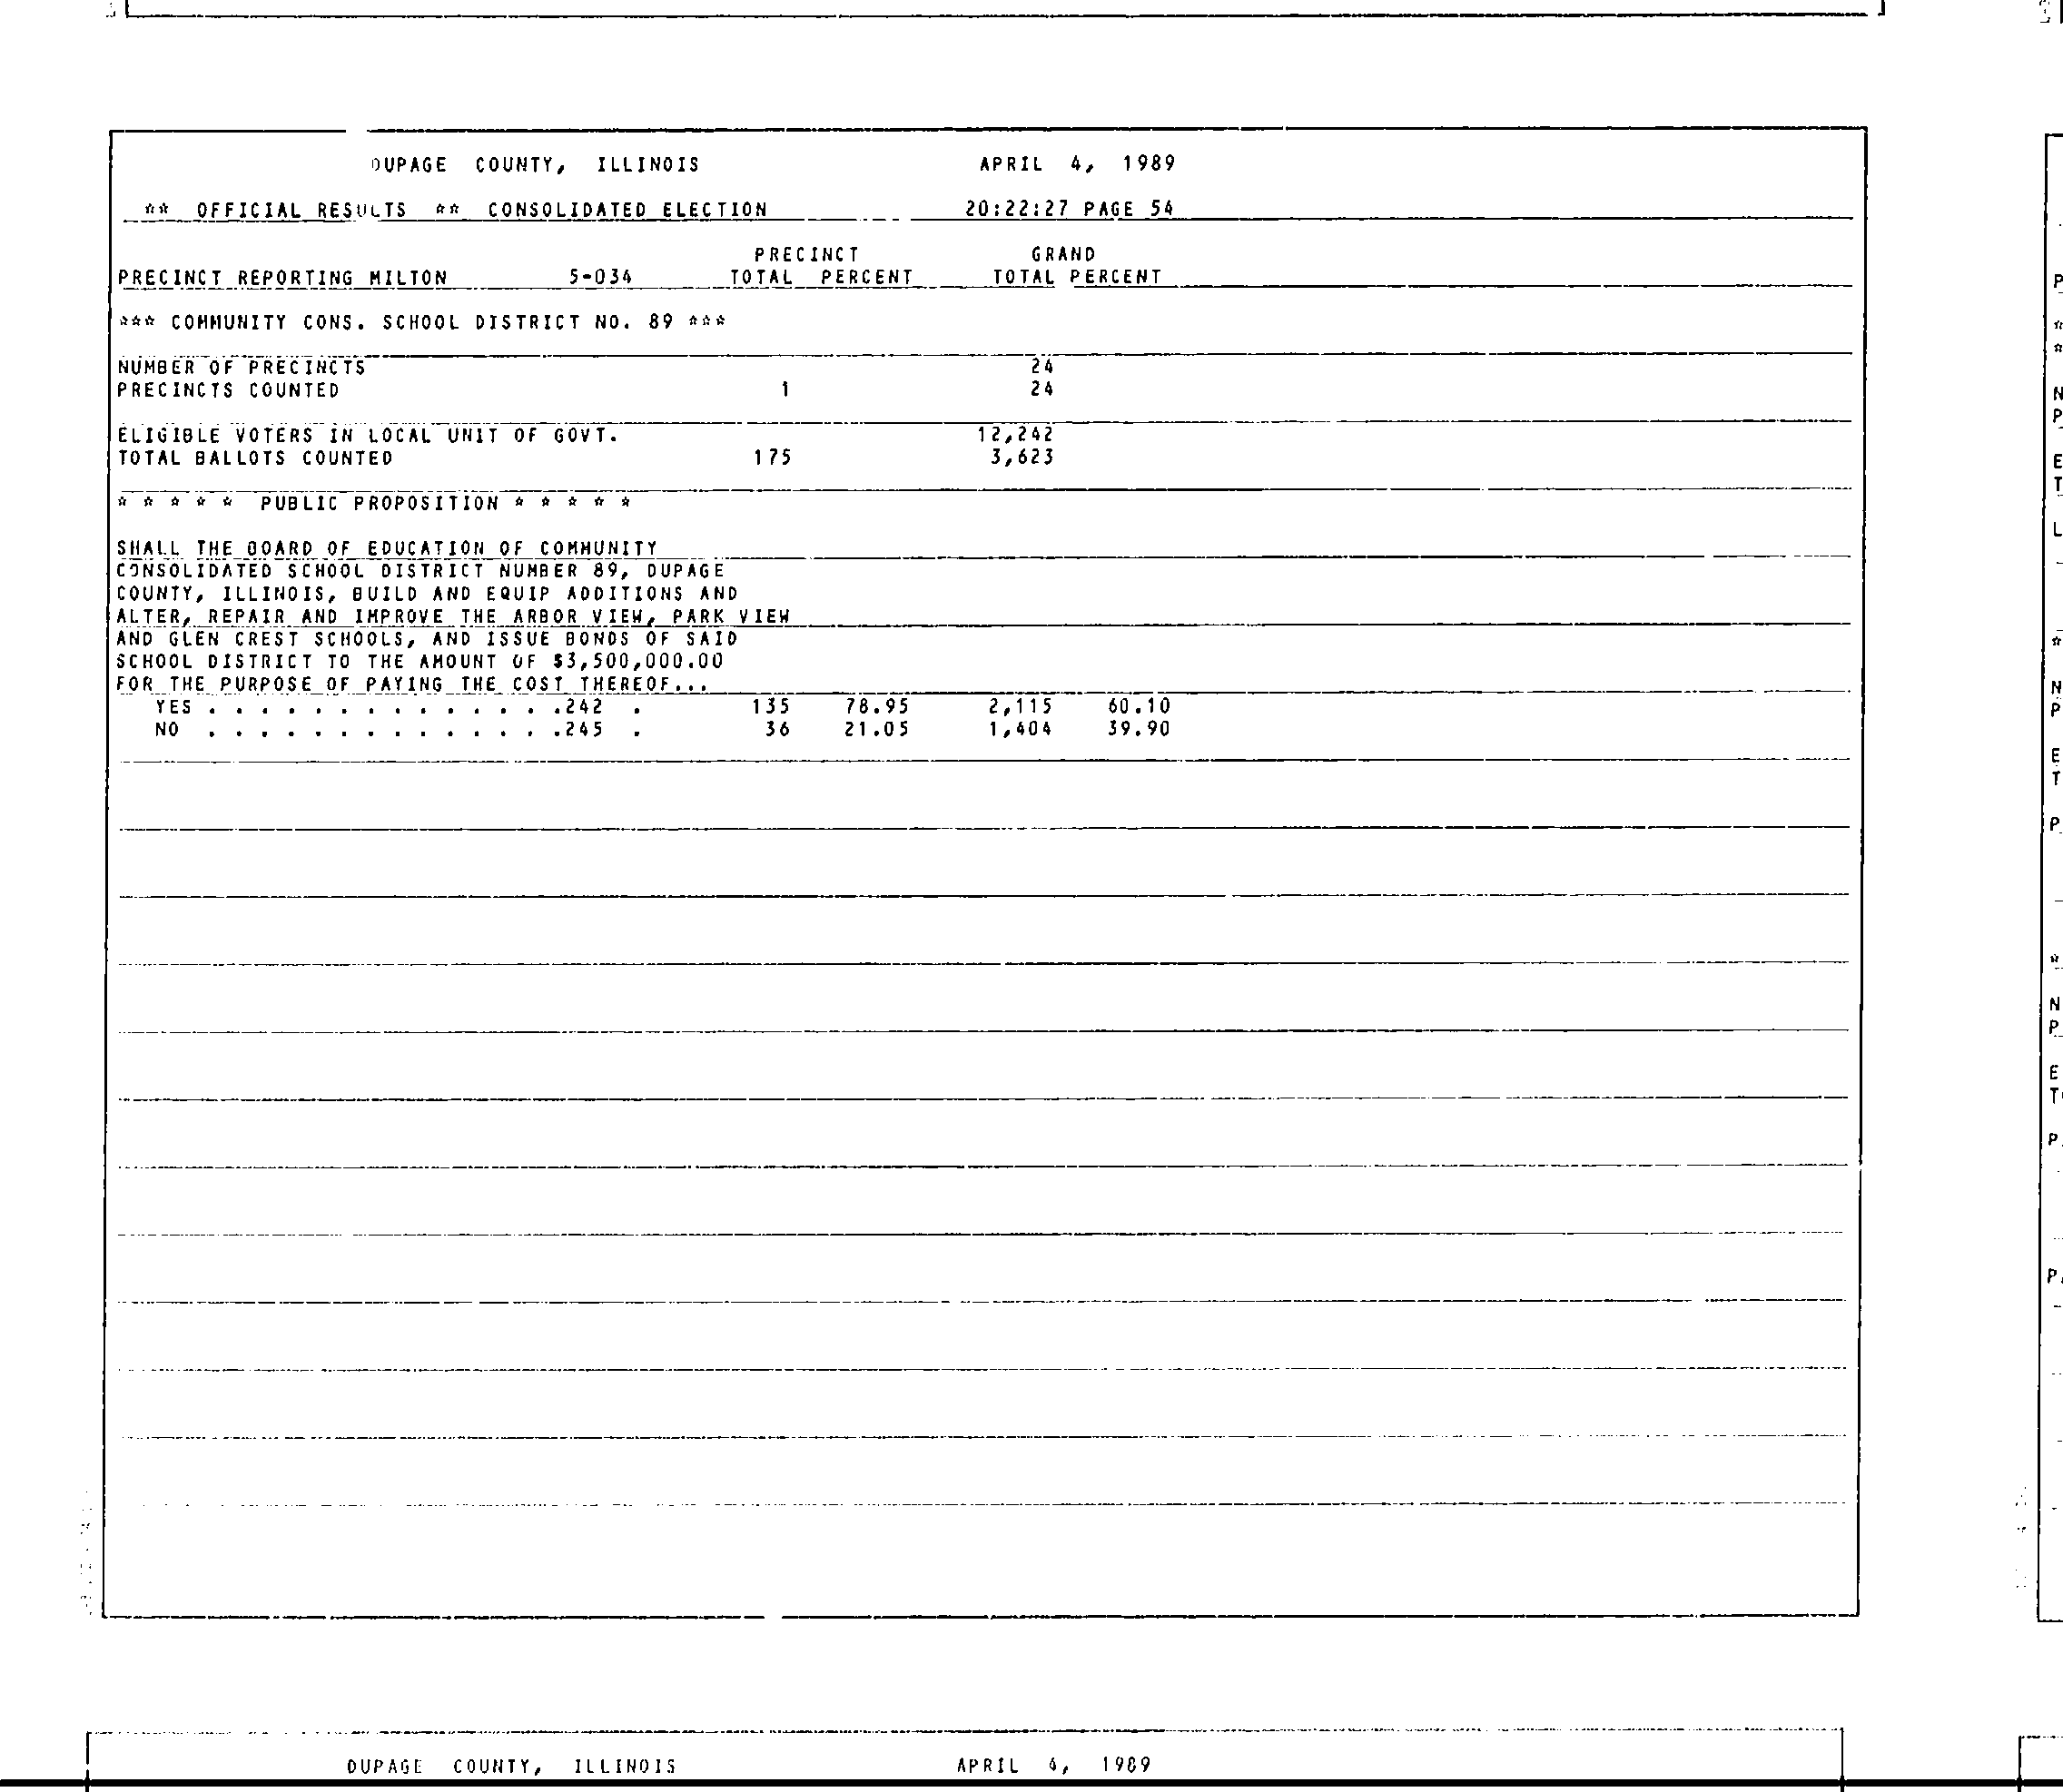 DUPAGE COUNTY, ILLINOIS APRIL 4, 1989
** OFFICIAL RESULTS ** CONSOLIDATED ELECTION 20:22:27 PAGE 54
PRECINCT GRAND
PRECINCT REPORTING MILTON 5-034 TOTAL PERCENT TOTAL PERCENT
*** COMMUNITY CONS. SCHOOL DISTRICT NO. 89 ***
NUMBER OF PRECINCTS 24
PRECINCTS COUNTED 1 24
ELIGIBLE VOTERS IN LOCAL UNIT OF GOVT. 12,242
TOTAL BALLOTS COUNTED 175 3,623
* * * * * PUBLIC PROPOSITION * * * * *
SHALL THE BOARD OF EDUCATION OF COMMUNITY
CONSOLIDATED SCHOOL DISTRICT NUMBER 89, DUPAGE
COUNTY, ILLINOIS, BUILD AND EQUIP ADDITIONS AND
ALTER, REPAIR AND IMPROVE THE ARBOR VIEW, PARK VIEW
AND GLEN CREST SCHOOLS, AND ISSUE BONDS OF SAID
SCHOOL DISTRICT TO THE AMOUNT OF $3,500,000.00
FOR THE PURPOSE OF PAYING THE COST THEREOF...
YES . . . . . . . . . . . . . .242 . 135 78.95 2,115 60.10
NO . . . . . . . . . . . . . .245 . 36 21.05 1,404 39.90
DUPAGE COUNTY, ILLINOIS APRIL 4, 1989